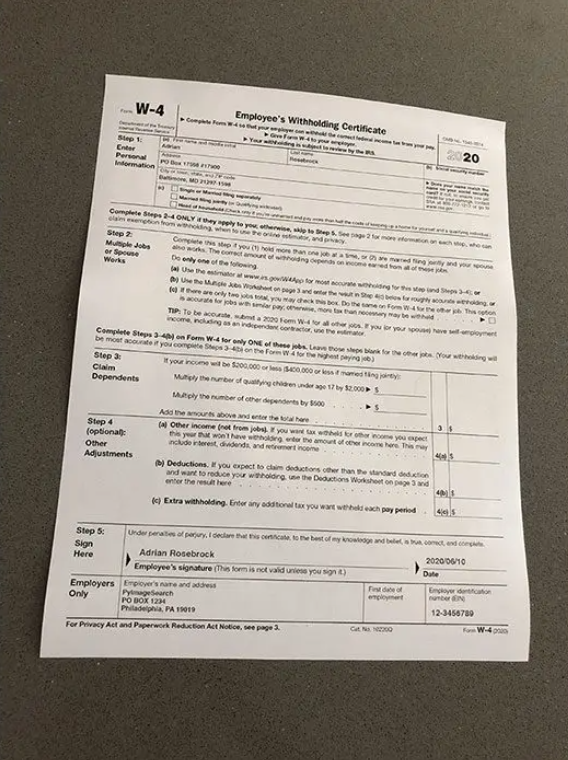 Form W-4
Department of the Treasury
Internal Revenue Service
Employee's Withholding Certificate
▶ Complete Form W-4 so that your employer can withhold the correct federal income tax from your pay.
▶ Give Form W-4 to your employer.
▶ Your withholding is subject to review by the IRS.
OMB No. 1545-0074
2020
Step 1:
Enter
Personal
Information
(a) First name and middle initial
Adrian
Last name
Rosebrock
(b) Social security number
Address
PO Box 17598 #17900
City or town, state, and ZIP code
Baltimore, MD 21297-1598
▶ Does your name match the
name on your social security
card? If not, to ensure you get
credit for your earnings, contact
SSA at 800-772-1213 or go to
www.ssa.gov.
(c)
Single or Married filing separately
Married filing jointly (or Qualifying widow(er))
Head of household (Check only if you're unmarried and pay more than half the costs of keeping up a home for yourself and a qualifying individual.)
Complete Steps 2–4 ONLY if they apply to you; otherwise, skip to Step 5. See page 2 for more information on each step, who can
claim exemption from withholding, when to use the online estimator, and privacy.
Step 2:
Multiple Jobs
or Spouse
Works
Complete this step if you (1) hold more than one job at a time, or (2) are married filing jointly and your spouse
also works. The correct amount of withholding depends on income earned from all of these jobs.
Do only one of the following.
(a) Use the estimator at www.irs.gov/W4App for most accurate withholding for this step (and Steps 3–4); or
(b) Use the Multiple Jobs Worksheet on page 3 and enter the result in Step 4(c) below for roughly accurate withholding; or
(c) If there are only two jobs total, you may check this box. Do the same on Form W-4 for the other job. This option
is accurate for jobs with similar pay; otherwise, more tax than necessary may be withheld ▶
TIP: To be accurate, submit a 2020 Form W-4 for all other jobs. If you (or your spouse) have self-employment
income, including as an independent contractor, use the estimator.
Complete Steps 3–4(b) on Form W-4 for only ONE of these jobs. Leave those steps blank for the other jobs. (Your withholding will
be most accurate if you complete Steps 3–4(b) on the Form W-4 for the highest paying job.)
Step 3:
Claim
Dependents
If your income will be $200,000 or less ($400,000 or less if married filing jointly):
Multiply the number of qualifying children under age 17 by $2,000 ▶ $
Multiply the number of other dependents by $500 ▶ $
Add the amounts above and enter the total here 3 $
Step 4
(optional):
Other
Adjustments
(a) Other income (not from jobs). If you want tax withheld for other income you expect
this year that won't have withholding, enter the amount of other income here. This may
include interest, dividends, and retirement income 4(a) $
(b) Deductions. If you expect to claim deductions other than the standard deduction
and want to reduce your withholding, use the Deductions Worksheet on page 3 and
enter the result here 4(b) $
(c) Extra withholding. Enter any additional tax you want withheld each pay period 4(c) $
Step 5:
Sign
Here
Under penalties of perjury, I declare that this certificate, to the best of my knowledge and belief, is true, correct, and complete.
Adrian Rosebrock
Employee's signature (This form is not valid unless you sign it.)
2020/06/10
Date
Employers
Only
Employer's name and address
PyImageSearch
PO BOX 1234
Philadelphia, PA 19019
First date of
employment
Employer identification
number (EIN)
12-3456789
For Privacy Act and Paperwork Reduction Act Notice, see page 3.
Cat. No. 10220Q
Form W-4 (2020)